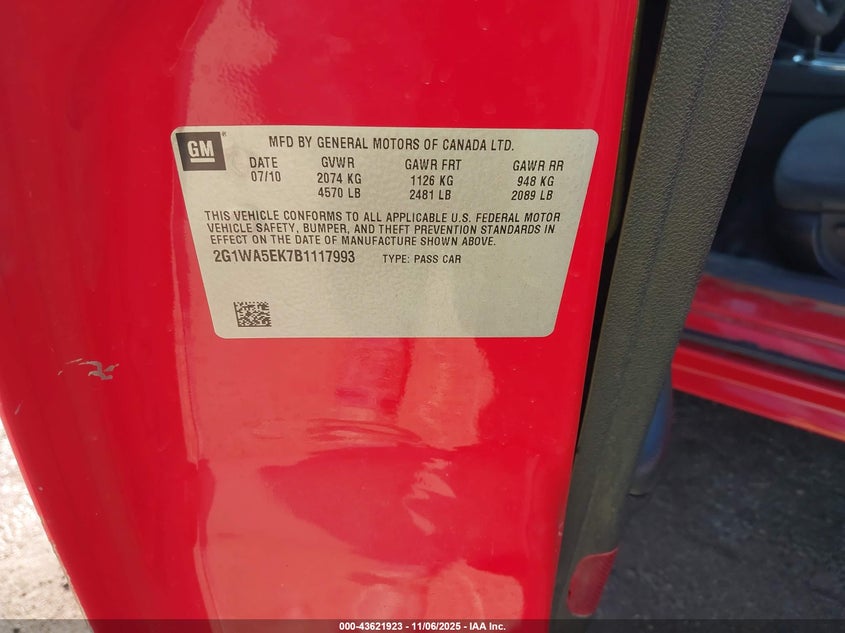 GM
MFD BY GENERAL MOTORS OF CANADA LTD.
DATE GVWR GAWR FRT GAWR RR
07/10 2074 KG 1126 KG 948 KG
4570 LB 2481 LB 2089 LB
THIS VEHICLE CONFORMS TO ALL APPLICABLE U.S. FEDERAL MOTOR
VEHICLE SAFETY, BUMPER, AND THEFT PREVENTION STANDARDS IN
EFFECT ON THE DATE OF MANUFACTURE SHOWN ABOVE.
2G1WA5EK7B1117993 TYPE: PASS CAR
000-43621923 - 11/06/2025 - IAA Inc.